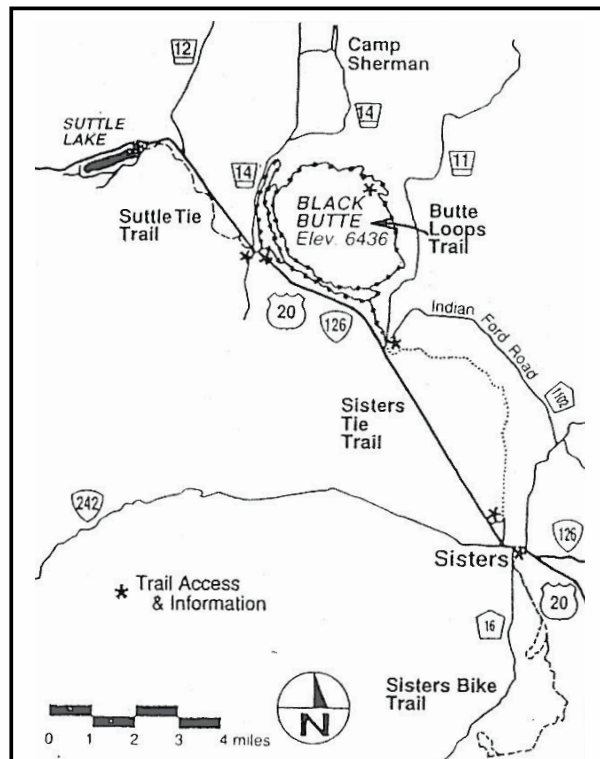 12
Camp
Sherman
14
SUTTLE
LAKE
14
11
BLACK
BUTTE
Elev. 6436
Butte
Loops
Trail
Suttle Tie
Trail
20
126
Indian Ford Road
1102
Sisters
Tie
Trail
242
126
Sisters
Trail Access
& Information
20
16
N
Sisters Bike
Trail
0 1 2 3 4 miles